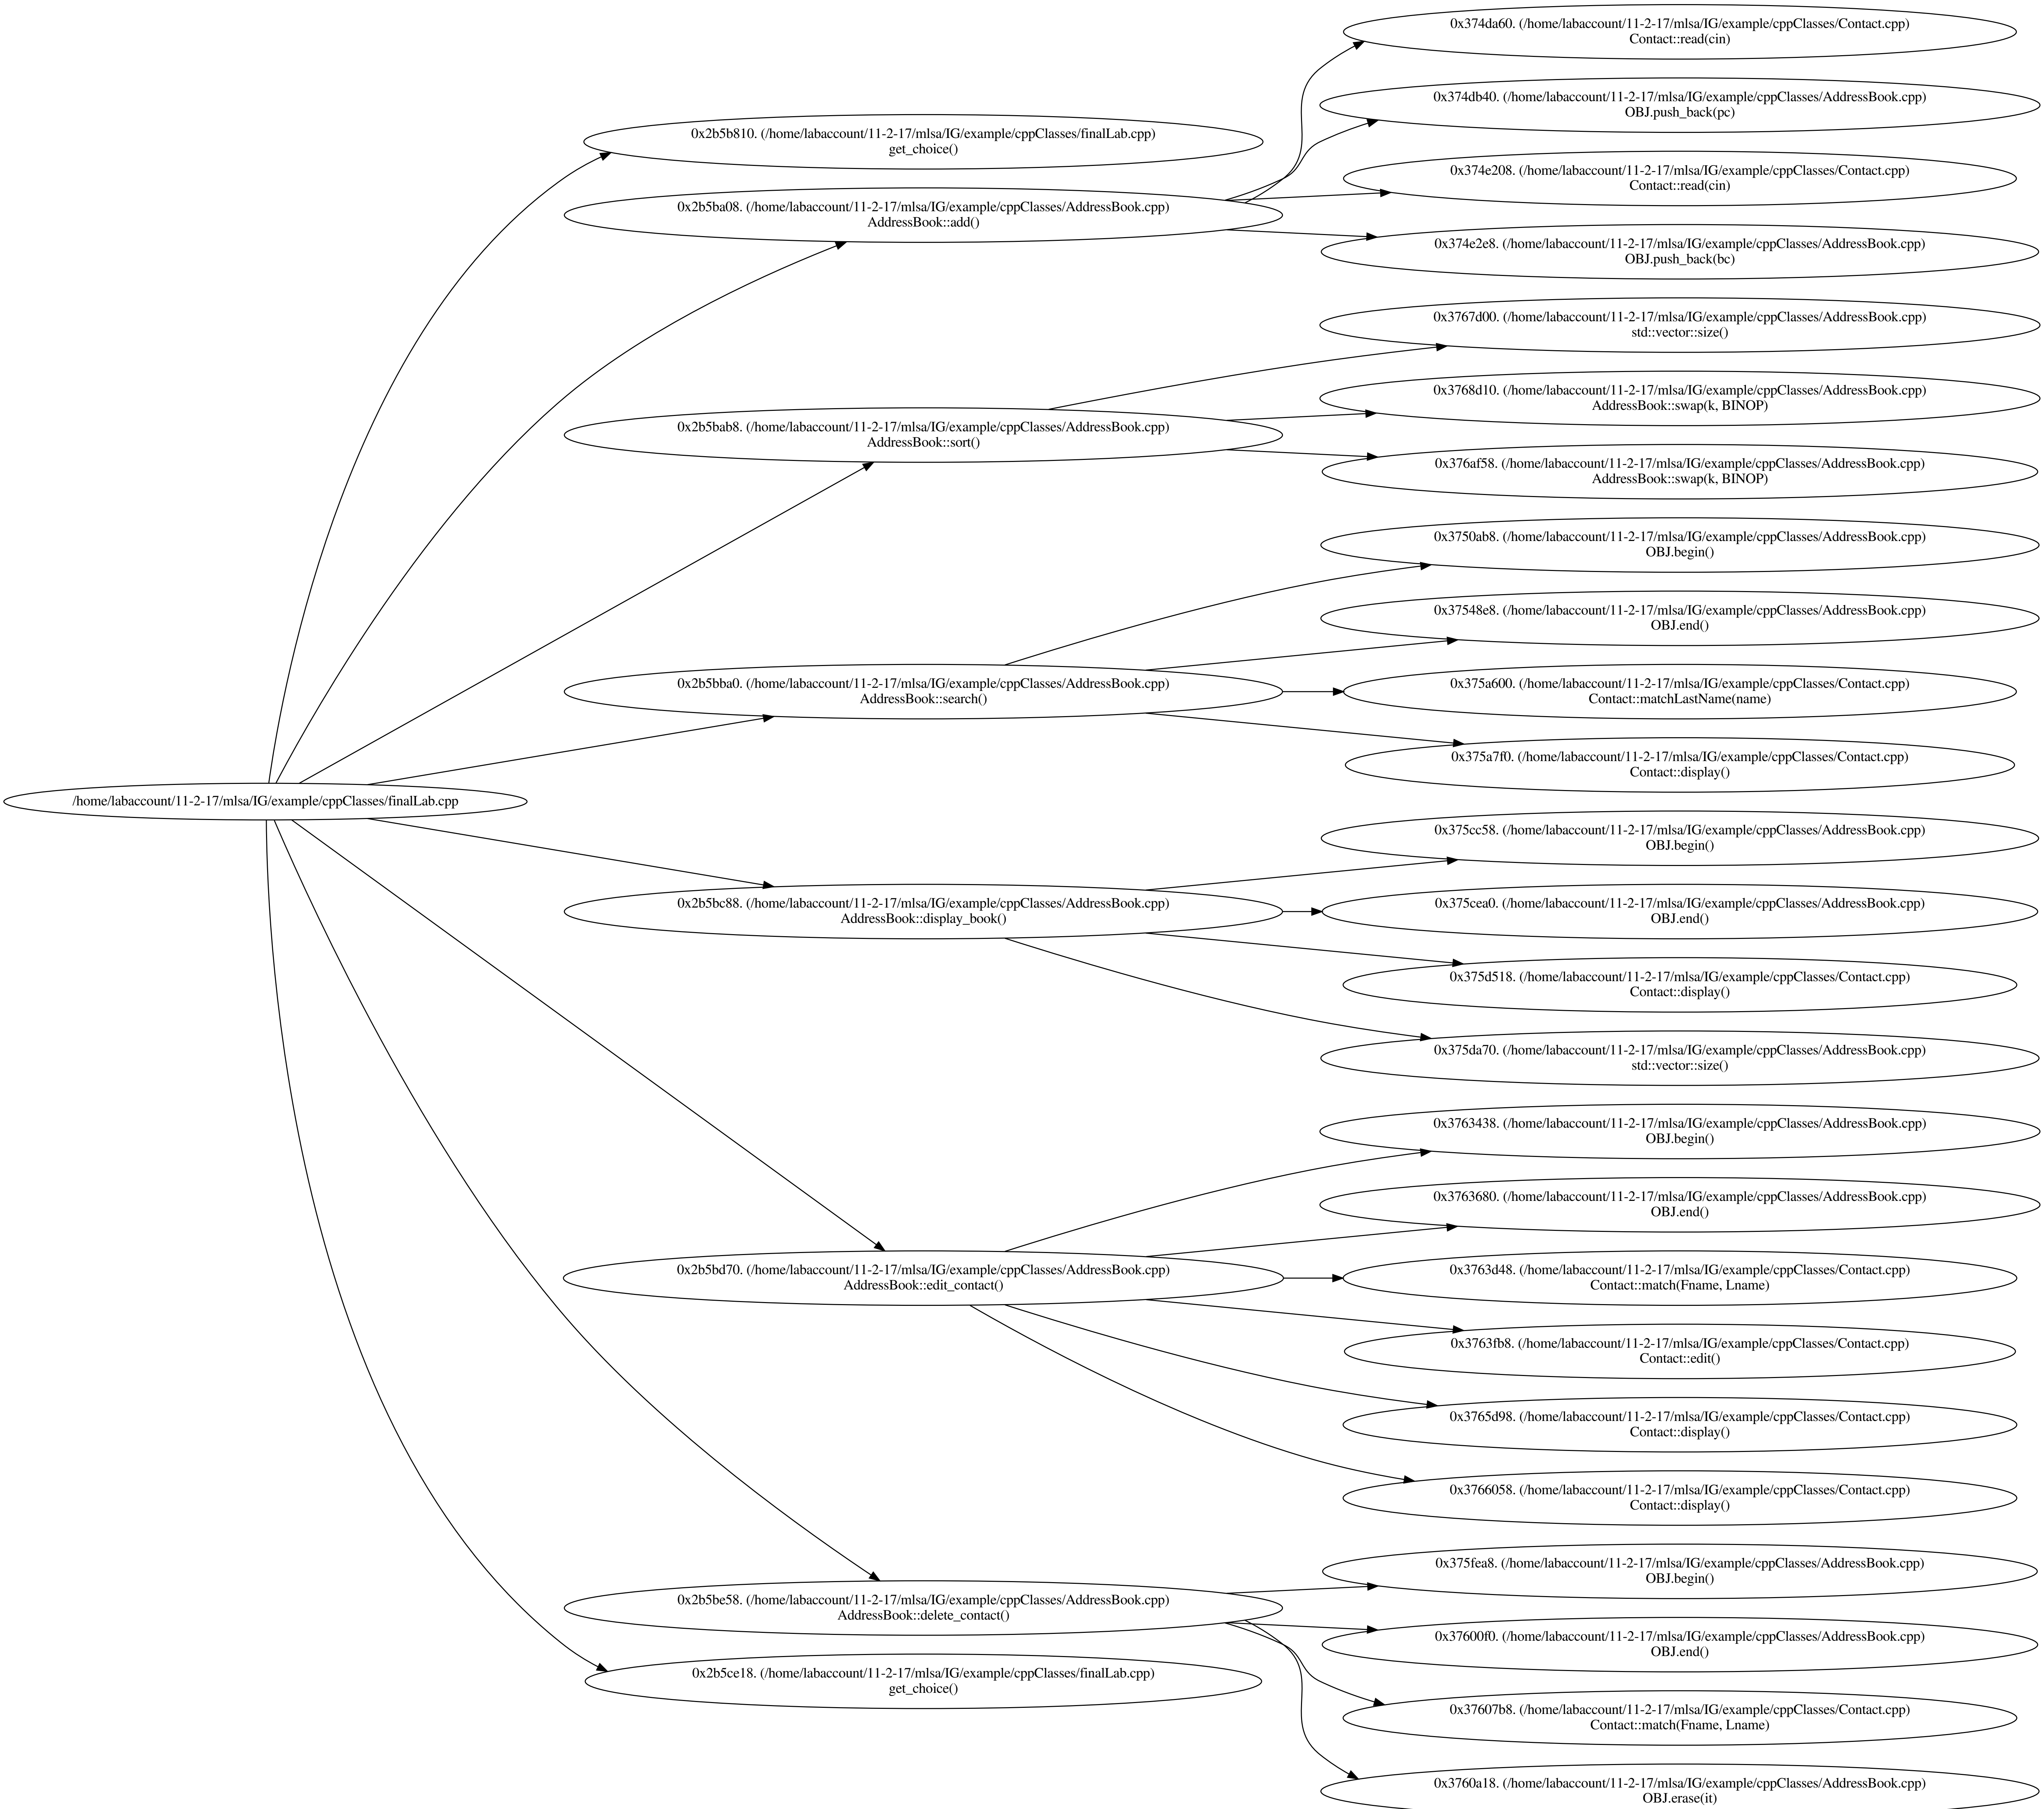 0x374da60. (/home/labaccount/11-2-17/mlsa/IG/example/cppClasses/Contact.cpp)
Contact::read(cin)
0x374db40. (/home/labaccount/11-2-17/mlsa/IG/example/cppClasses/AddressBook.cpp)
OBJ.push_back(pc)
0x2b5b810. (/home/labaccount/11-2-17/mlsa/IG/example/cppClasses/finalLab.cpp)
get_choice()
0x374e208. (/home/labaccount/11-2-17/mlsa/IG/example/cppClasses/Contact.cpp)
Contact::read(cin)
0x2b5ba08. (/home/labaccount/11-2-17/mlsa/IG/example/cppClasses/AddressBook.cpp)
AddressBook::add()
0x374e2e8. (/home/labaccount/11-2-17/mlsa/IG/example/cppClasses/AddressBook.cpp)
OBJ.push_back(bc)
0x3767d00. (/home/labaccount/11-2-17/mlsa/IG/example/cppClasses/AddressBook.cpp)
std::vector::size()
0x3768d10. (/home/labaccount/11-2-17/mlsa/IG/example/cppClasses/AddressBook.cpp)
AddressBook::swap(k, BINOP)
0x2b5bab8. (/home/labaccount/11-2-17/mlsa/IG/example/cppClasses/AddressBook.cpp)
AddressBook::sort()
0x376af58. (/home/labaccount/11-2-17/mlsa/IG/example/cppClasses/AddressBook.cpp)
AddressBook::swap(k, BINOP)
0x3750ab8. (/home/labaccount/11-2-17/mlsa/IG/example/cppClasses/AddressBook.cpp)
OBJ.begin()
0x37548e8. (/home/labaccount/11-2-17/mlsa/IG/example/cppClasses/AddressBook.cpp)
OBJ.end()
0x2b5bba0. (/home/labaccount/11-2-17/mlsa/IG/example/cppClasses/AddressBook.cpp)
AddressBook::search()
0x375a600. (/home/labaccount/11-2-17/mlsa/IG/example/cppClasses/Contact.cpp)
Contact::matchLastName(name)
0x375a7f0. (/home/labaccount/11-2-17/mlsa/IG/example/cppClasses/Contact.cpp)
Contact::display()
/home/labaccount/11-2-17/mlsa/IG/example/cppClasses/finalLab.cpp
0x375cc58. (/home/labaccount/11-2-17/mlsa/IG/example/cppClasses/AddressBook.cpp)
OBJ.begin()
0x2b5bc88. (/home/labaccount/11-2-17/mlsa/IG/example/cppClasses/AddressBook.cpp)
AddressBook::display_book()
0x375cea0. (/home/labaccount/11-2-17/mlsa/IG/example/cppClasses/AddressBook.cpp)
OBJ.end()
0x375d518. (/home/labaccount/11-2-17/mlsa/IG/example/cppClasses/Contact.cpp)
Contact::display()
0x375da70. (/home/labaccount/11-2-17/mlsa/IG/example/cppClasses/AddressBook.cpp)
std::vector::size()
0x3763438. (/home/labaccount/11-2-17/mlsa/IG/example/cppClasses/AddressBook.cpp)
OBJ.begin()
0x3763680. (/home/labaccount/11-2-17/mlsa/IG/example/cppClasses/AddressBook.cpp)
OBJ.end()
0x2b5bd70. (/home/labaccount/11-2-17/mlsa/IG/example/cppClasses/AddressBook.cpp)
AddressBook::edit_contact()
0x3763d48. (/home/labaccount/11-2-17/mlsa/IG/example/cppClasses/Contact.cpp)
Contact::match(Fname, Lname)
0x3763fb8. (/home/labaccount/11-2-17/mlsa/IG/example/cppClasses/Contact.cpp)
Contact::edit()
0x3765d98. (/home/labaccount/11-2-17/mlsa/IG/example/cppClasses/Contact.cpp)
Contact::display()
0x3766058. (/home/labaccount/11-2-17/mlsa/IG/example/cppClasses/Contact.cpp)
Contact::display()
0x375fea8. (/home/labaccount/11-2-17/mlsa/IG/example/cppClasses/AddressBook.cpp)
OBJ.begin()
0x2b5be58. (/home/labaccount/11-2-17/mlsa/IG/example/cppClasses/AddressBook.cpp)
AddressBook::delete_contact()
0x37600f0. (/home/labaccount/11-2-17/mlsa/IG/example/cppClasses/AddressBook.cpp)
OBJ.end()
0x2b5ce18. (/home/labaccount/11-2-17/mlsa/IG/example/cppClasses/finalLab.cpp)
get_choice()
0x37607b8. (/home/labaccount/11-2-17/mlsa/IG/example/cppClasses/Contact.cpp)
Contact::match(Fname, Lname)
0x3760a18. (/home/labaccount/11-2-17/mlsa/IG/example/cppClasses/AddressBook.cpp)
OBJ.erase(it)